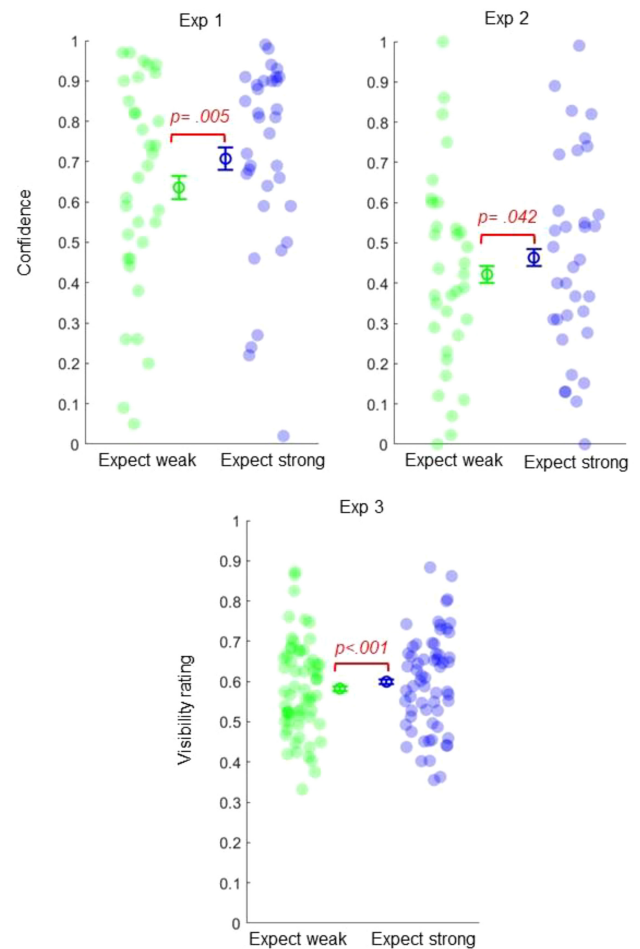 Exp 1
Confidence
1
0.9
0.8
0.7
0.6
0.5
0.4
0.3
0.2
0.1
0
p= .005
Expect weak
Expect strong
Exp 2
1
0.9
0.8
0.7
0.6
0.5
0.4
0.3
0.2
0.1
0
p= .042
Expect weak
Expect strong
Exp 3
Visibility rating
1
0.9
0.8
0.7
0.6
0.5
0.4
0.3
0.2
0.1
0
p<.001
Expect weak
Expect strong